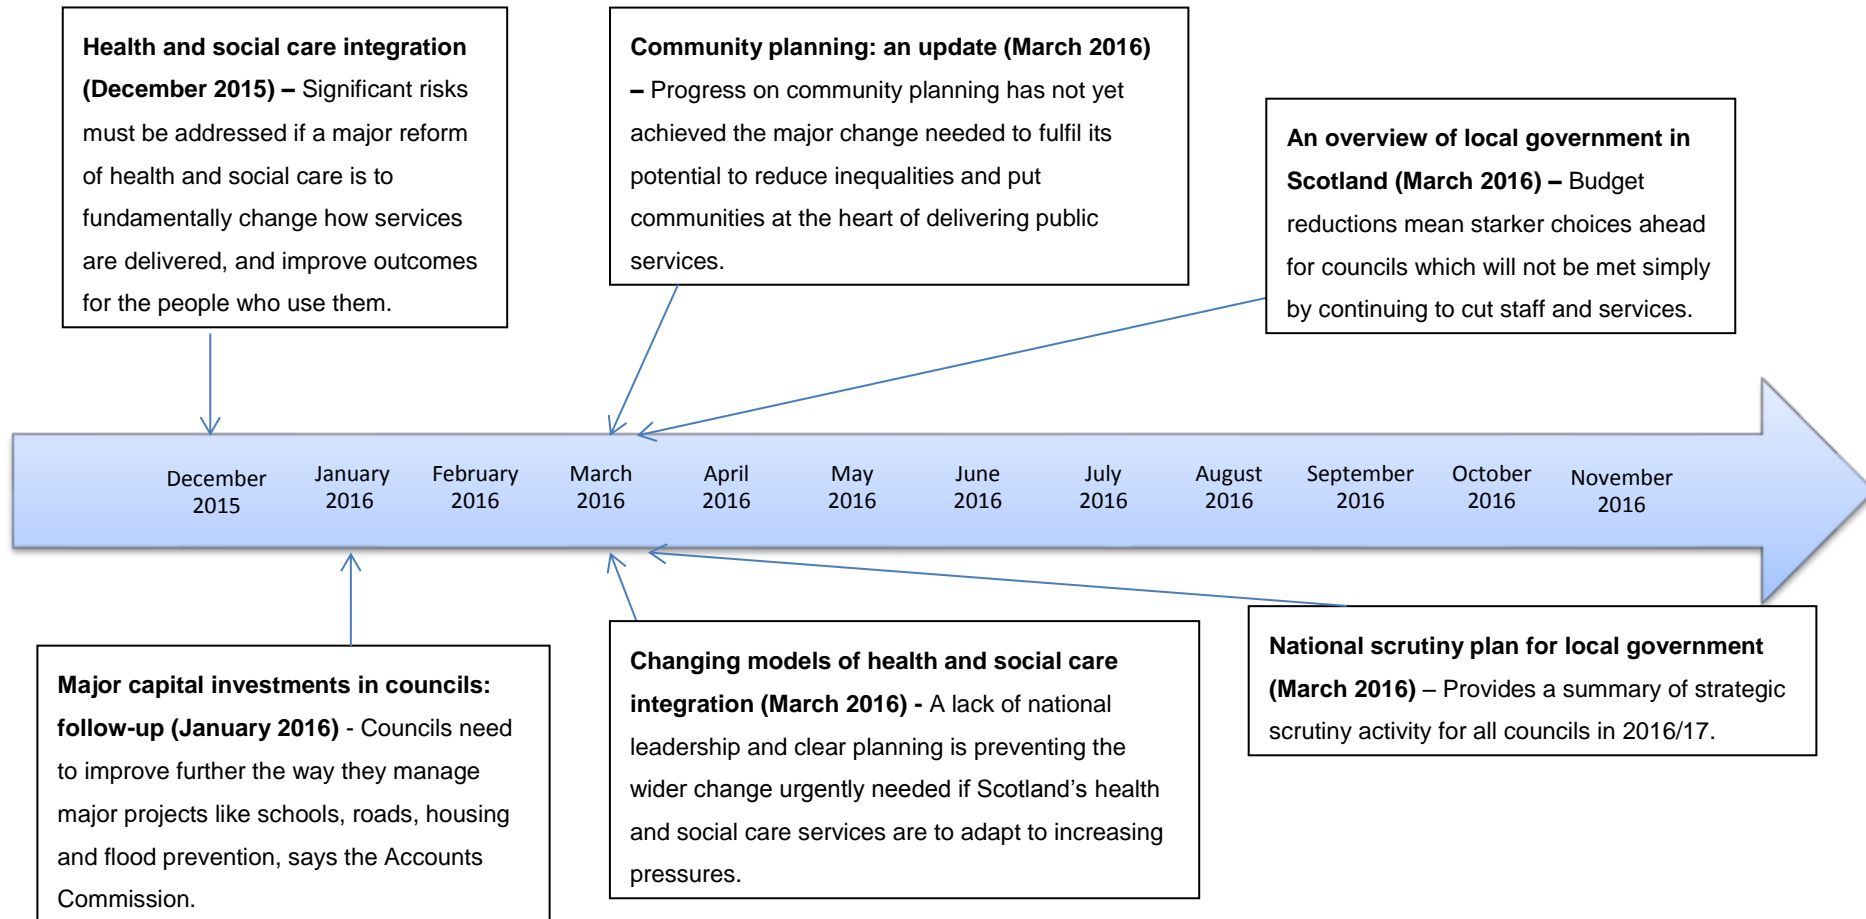 Health and social care integration
(December 2015) – Significant risks
must be addressed if a major reform
of health and social care is to
fundamentally change how services
are delivered, and improve outcomes
for the people who use them.
Community planning: an update (March 2016)
– Progress on community planning has not yet
achieved the major change needed to fulfil its
potential to reduce inequalities and put
communities at the heart of delivering public
services.
An overview of local government in
Scotland (March 2016) – Budget
reductions mean starker choices ahead
for councils which will not be met simply
by continuing to cut staff and services.
December
2015
January
2016
February
2016
March
2016
April
2016
May
2016
June
2016
July
2016
August
2016
September
2016
October
2016
November
2016
Major capital investments in councils:
follow-up (January 2016) - Councils need
to improve further the way they manage
major projects like schools, roads, housing
and flood prevention, says the Accounts
Commission.
Changing models of health and social care
integration (March 2016) - A lack of national
leadership and clear planning is preventing the
wider change urgently needed if Scotland’s health
and social care services are to adapt to increasing
pressures.
National scrutiny plan for local government
(March 2016) – Provides a summary of strategic
scrutiny activity for all councils in 2016/17.